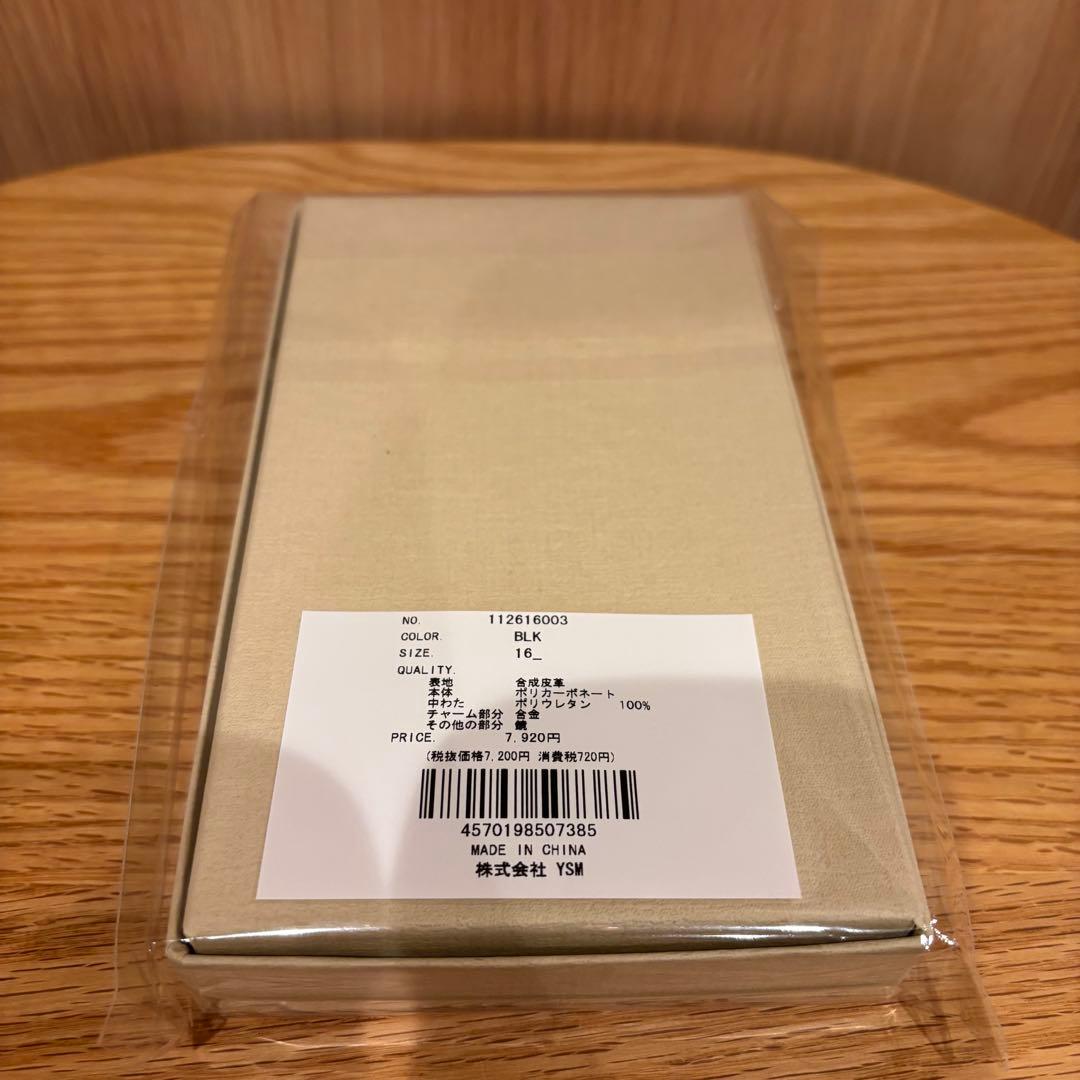 NO. 112616003
COLOR. BLK
SIZE. 16_
QUALITY.
表地 合成皮革
本体 ポリカーボネート
中わた ポリウレタン 100%
チャーム部分 合金
その他の部分 鏡
PRICE. 7,920円
(税抜価格7,200円 消費税720円)
4570198507385
MADE IN CHINA
株式会社 YSM